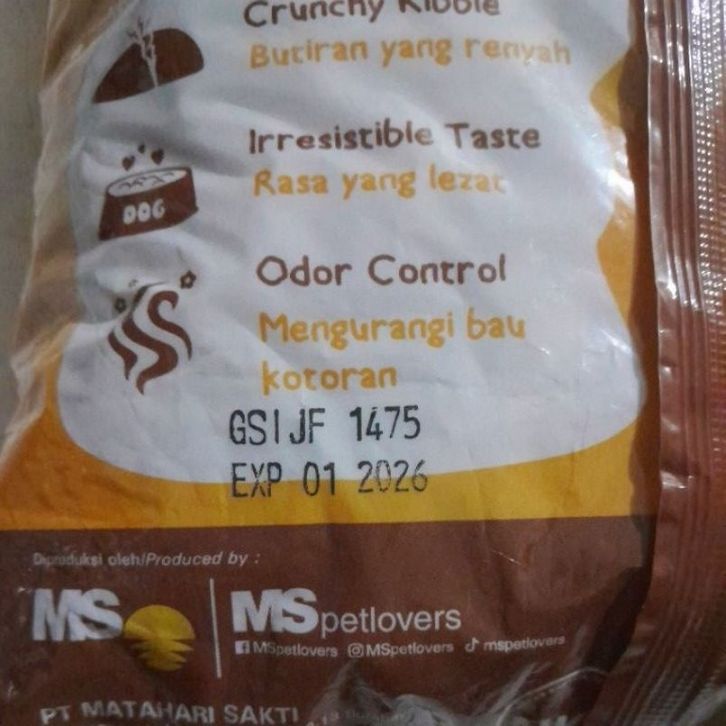 Crunchy Kibble
Butiran yang renyah
Irresistible Taste
Rasa yang lezat
DOG
Odor Control
Mengurangi bau
kotoran
GSIJF 1475
EXP 01 2026
Diproduksi oleh/Produced by :
MS
MSpetlovers
MSpetlovers MSpetlovers mspetlovers
PT MATAHARI SAKTI